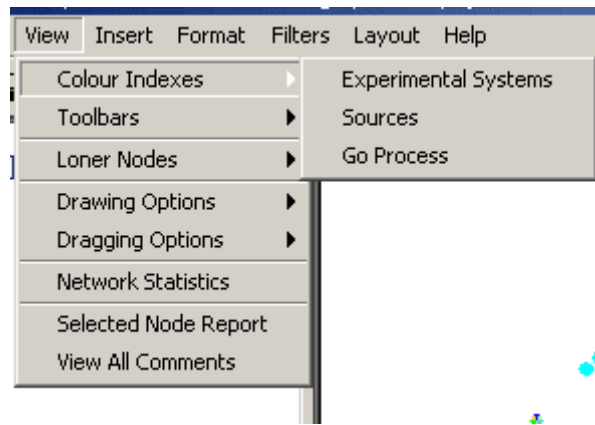 View Insert Format Filters Layout Help
Colour Indexes
Experimental Systems
Toolbars
Sources
Loner Nodes
Go Process
Drawing Options
Dragging Options
Network Statistics
Selected Node Report
View All Comments